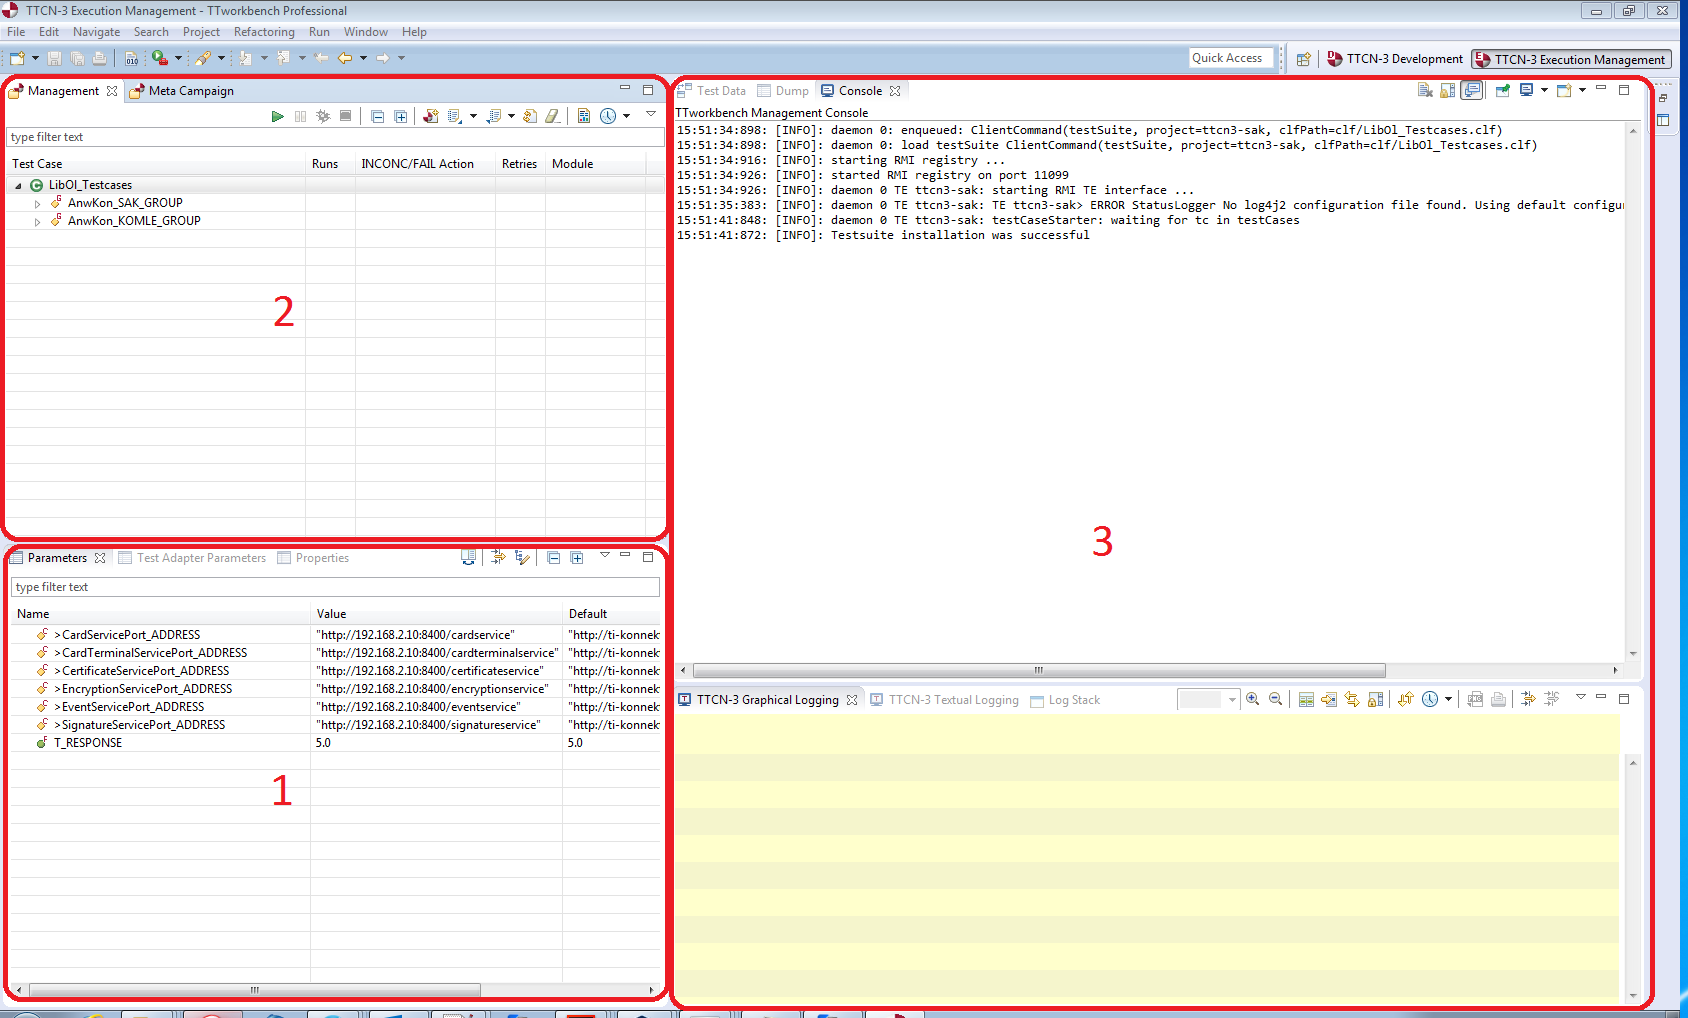 TTCN-3 Execution Management - TTworkbench Professional
File Edit Navigate Search Project Refactoring Run Window Help
Quick Access
TTCN-3 Development
TTCN-3 Execution Management
Management
Meta Campaign
type filter text
Test Case Runs INCONC/FAIL Action Retries Module
LibOl_Testcases
AnwKon_SAK_GROUP
AnwKon_KOMLE_GROUP
2
Parameters
Test Adapter Parameters
Properties
type filter text
Name Value Default
>CardServicePort_ADDRESS "http://192.168.2.10:8400/cardservice" "http://ti-konnek
>CardTerminalServicePort_ADDRESS "http://192.168.2.10:8400/cardterminalservice" "http://ti-konnek
>CertificateServicePort_ADDRESS "http://192.168.2.10:8400/certificateservice" "http://ti-konnek
>EncryptionServicePort_ADDRESS "http://192.168.2.10:8400/encryptionservice" "http://ti-konnek
>EventServicePort_ADDRESS "http://192.168.2.10:8400/eventservice" "http://ti-konnek
>SignatureServicePort_ADDRESS "http://192.168.2.10:8400/signatureservice" "http://ti-konnek
T_RESPONSE 5.0 5.0
1
Test Data
Dump
Console
TTworkbench Management Console
15:51:34:898: [INFO]: daemon 0: enqueued: ClientCommand(testSuite, project=ttcn3-sak, clfPath=clf/LibOl_Testcases.clf)
15:51:34:898: [INFO]: daemon 0: load testSuite ClientCommand(testSuite, project=ttcn3-sak, clfPath=clf/LibOl_Testcases.clf)
15:51:34:916: [INFO]: starting RMI registry ...
15:51:34:926: [INFO]: started RMI registry on port 11099
15:51:34:926: [INFO]: daemon 0 TE ttcn3-sak: starting RMI TE interface ...
15:51:35:383: [INFO]: daemon 0 TE ttcn3-sak: TE ttcn3-sak> ERROR StatusLogger No log4j2 configuration file found. Using default configu
15:51:41:848: [INFO]: daemon 0 TE ttcn3-sak: testCaseStarter: waiting for tc in testCases
15:51:41:872: [INFO]: Testsuite installation was successful
3
TTCN-3 Graphical Logging
TTCN-3 Textual Logging
Log Stack